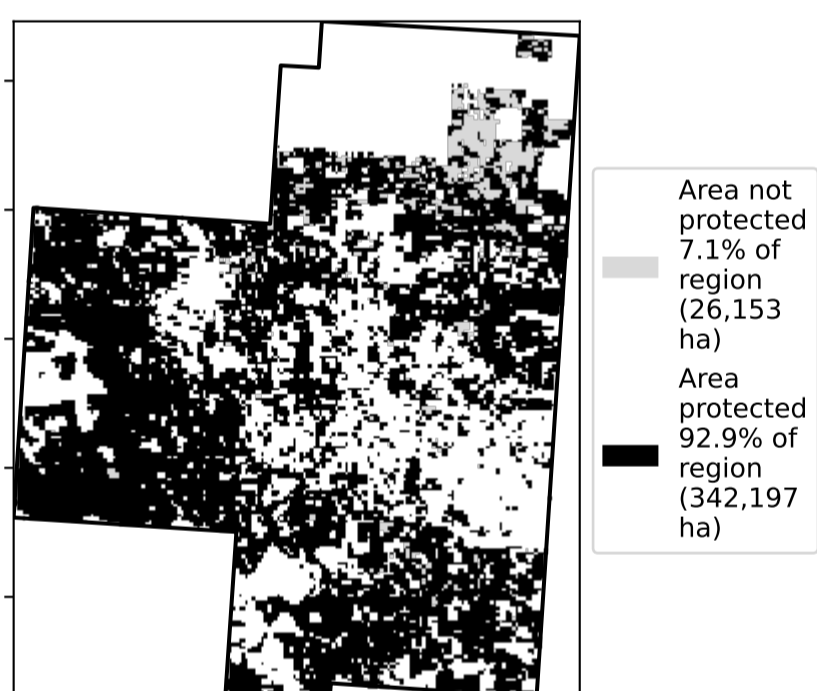 Area not
protected
7.1% of
region
(26,153
ha)
Area
protected
92.9% of
region
(342,197
ha)